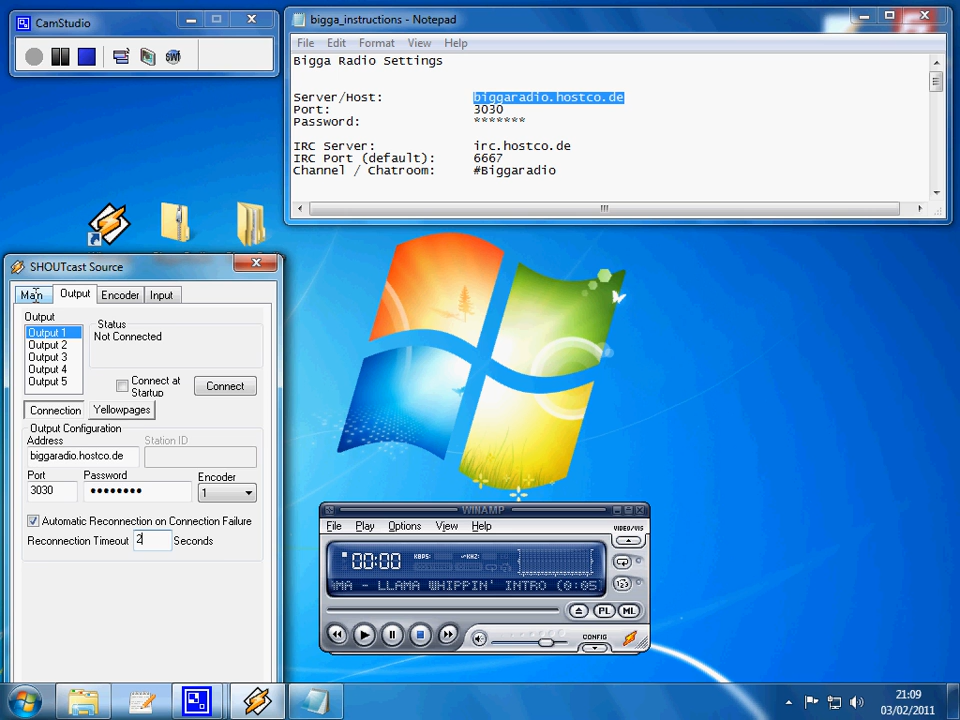 CamStudio
SWF
bigga_instructions - Notepad
File Edit Format View Help
Bigga Radio Settings
Server/Host: biggaradio.hostco.de
Port: 3030
Password: *******
IRC Server: irc.hostco.de
IRC Port (default): 6667
Channel / Chatroom: #Biggaradio
SHOUTcast Source
Main Output Encoder Input
Output
Output 1
Output 2
Output 3
Output 4
Output 5
Status
Not Connected
Connect at
Startup
Connect
Connection Yellowpages
Output Configuration
Address Station ID
biggaradio.hostco.de
Port Password Encoder
3030 ●●●●●●●● 1
Automatic Reconnection on Connection Failure
Reconnection Timeout 2 Seconds
WINAMP
File Play Options View Help
VIDEO/VIS
00:00
KBPS: KHZ:
MA - LLAMA WHIPPIN' INTRO (0:05)
123
PL ML
CONFIG
21:09
03/02/2011